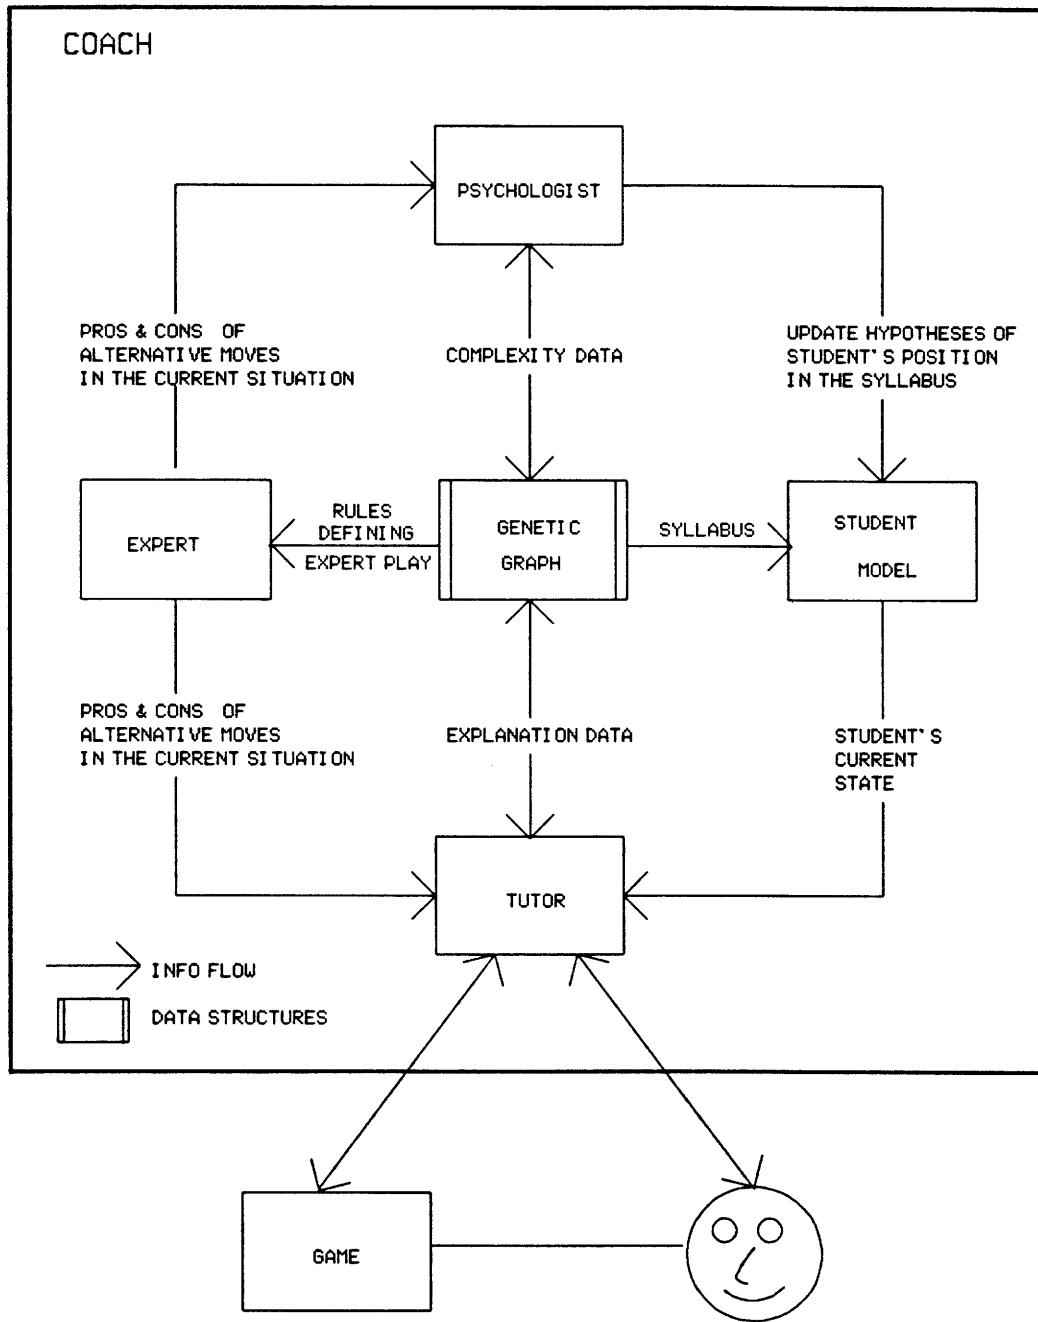 COACH
PSYCHOLOGIST
PROS & CONS OF
ALTERNATIVE MOVES
IN THE CURRENT SITUATION
COMPLEXITY DATA
UPDATE HYPOTHESES OF
STUDENT'S POSITION
IN THE SYLLABUS
EXPERT
RULES
DEFINING
EXPERT PLAY
GENETIC
GRAPH
SYLLABUS
STUDENT
MODEL
PROS & CONS OF
ALTERNATIVE MOVES
IN THE CURRENT SITUATION
EXPLANATION DATA
STUDENT'S
CURRENT
STATE
TUTOR
INFO FLOW
DATA STRUCTURES
GAME